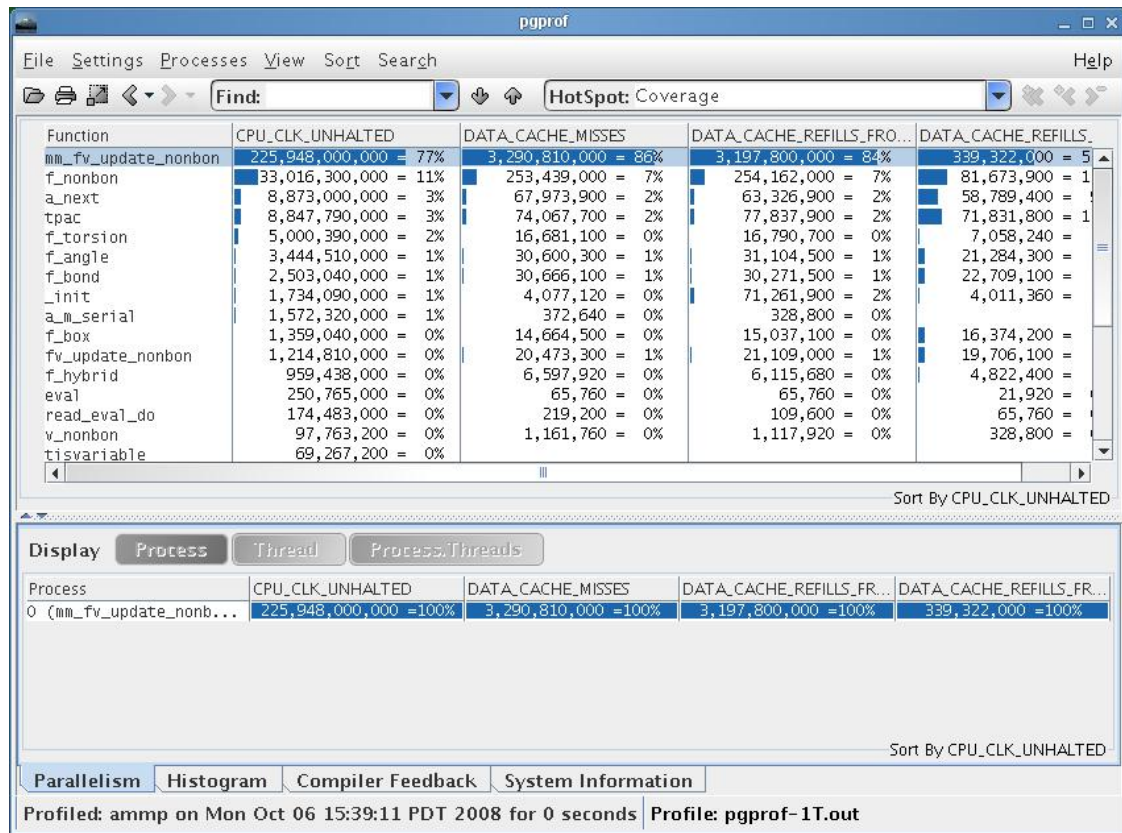 pgprof
File Settings Processes View Sort Search Help
Find: HotSpot: Coverage
Function CPU_CLK_UNHALTED DATA_CACHE_MISSES DATA_CACHE_REFILLS_FRO... DATA_CACHE_REFILLS_
mm_fv_update_nonbon 225,948,000,000 = 77% 3,290,810,000 = 86% 3,197,800,000 = 84% 339,322,000 = 5
f_nonbon 33,016,300,000 = 11% 253,439,000 = 7% 254,162,000 = 7% 81,673,900 = 1
a_next 8,873,000,000 = 3% 67,973,900 = 2% 63,326,900 = 2% 58,789,400 =
tpac 8,847,790,000 = 3% 74,067,700 = 2% 77,837,900 = 2% 71,831,800 = 1
f_torsion 5,000,390,000 = 2% 16,681,100 = 0% 16,790,700 = 0% 7,058,240 =
f_angle 3,444,510,000 = 1% 30,600,300 = 1% 31,104,500 = 1% 21,284,300 =
f_bond 2,503,040,000 = 1% 30,666,100 = 1% 30,271,500 = 1% 22,709,100 =
_init 1,734,090,000 = 1% 4,077,120 = 0% 71,261,900 = 2% 4,011,360 =
a_m_serial 1,572,320,000 = 1% 372,640 = 0% 328,800 = 0%
f_box 1,359,040,000 = 0% 14,664,500 = 0% 15,037,100 = 0% 16,374,200 =
fv_update_nonbon 1,214,810,000 = 0% 20,473,300 = 1% 21,109,000 = 1% 19,706,100 =
f_hybrid 959,438,000 = 0% 6,597,920 = 0% 6,115,680 = 0% 4,822,400 =
eval 250,765,000 = 0% 65,760 = 0% 65,760 = 0% 21,920 =
read_eval_do 174,483,000 = 0% 219,200 = 0% 109,600 = 0% 65,760 =
v_nonbon 97,763,200 = 0% 1,161,760 = 0% 1,117,920 = 0% 328,800 =
tisvariable 69,267,200 = 0%
Sort By CPU_CLK_UNHALTED
Display Process Thread Process.Threads
Process CPU_CLK_UNHALTED DATA_CACHE_MISSES DATA_CACHE_REFILLS_FR... DATA_CACHE_REFILLS_FR...
0 (mm_fv_update_nonb... 225,948,000,000 =100% 3,290,810,000 =100% 3,197,800,000 =100% 339,322,000 =100%
Sort By CPU_CLK_UNHALTED
Parallelism Histogram Compiler Feedback System Information
Profiled: ammp on Mon Oct 06 15:39:11 PDT 2008 for 0 seconds Profile: pgprof-1T.out